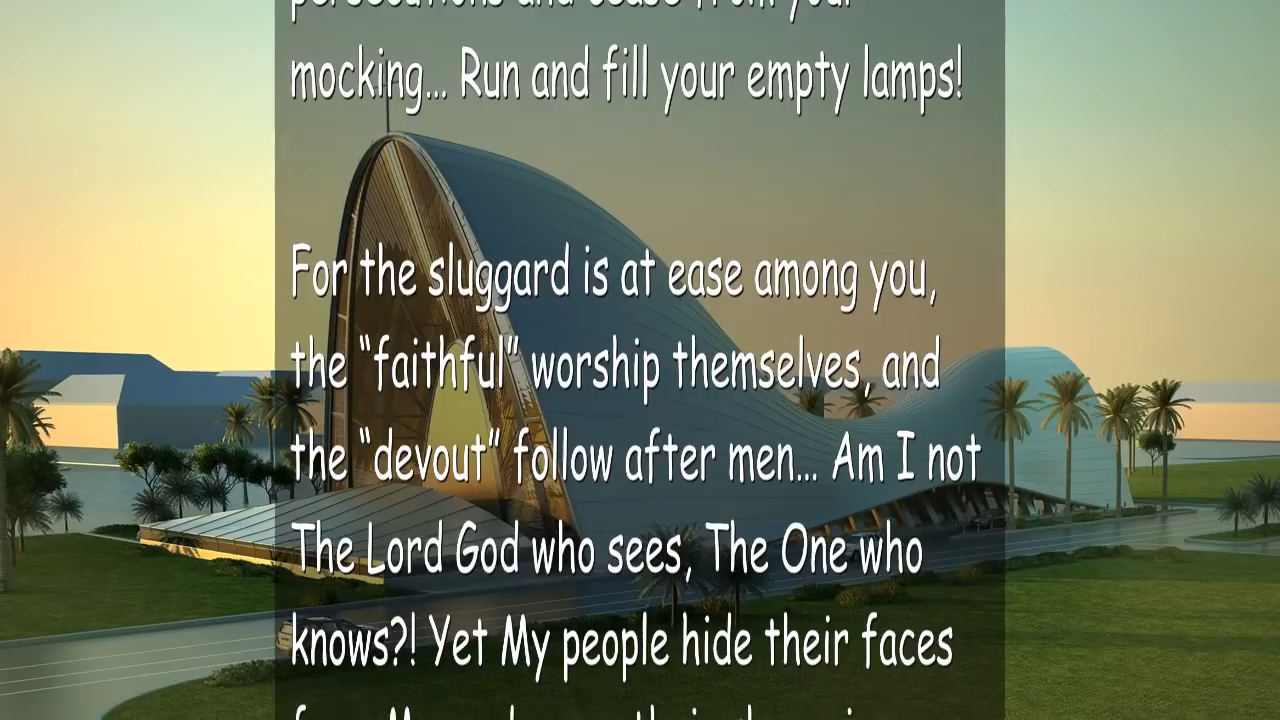 mocking... Run and fill your empty lamps!
For the sluggard is at ease among you,
the “faithful” worship themselves, and
the “devout” follow after men... Am I not
The Lord God who sees, The One who
knows?! Yet My people hide their faces